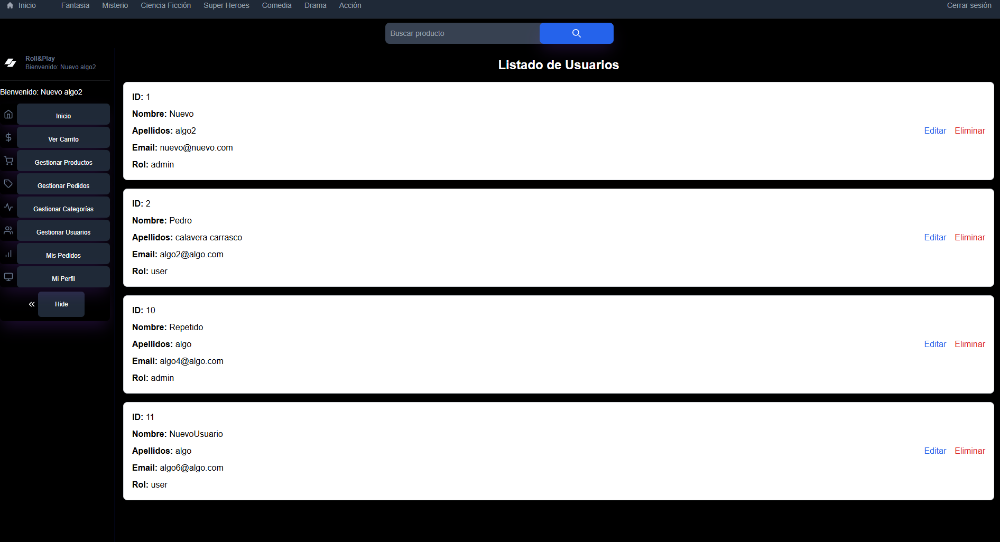 Inicio Fantasia Misterio Ciencia Ficción Super Heroes Comedia Drama Acción Cerrar sesión
Buscar producto
Roll&Play
Bienvenido: Nuevo algo2
Bienvenido: Nuevo algo2
Inicio
Ver Carrito
Gestionar Productos
Gestionar Pedidos
Gestionar Categorías
Gestionar Usuarios
Mis Pedidos
Mi Perfil
Hide
Listado de Usuarios
ID: 1
Nombre: Nuevo
Apellidos: algo2
Email: nuevo@nuevo.com
Rol: admin
Editar Eliminar
ID: 2
Nombre: Pedro
Apellidos: calavera carrasco
Email: algo2@algo.com
Rol: user
Editar Eliminar
ID: 10
Nombre: Repetido
Apellidos: algo
Email: algo4@algo.com
Rol: admin
Editar Eliminar
ID: 11
Nombre: NuevoUsuario
Apellidos: algo
Email: algo6@algo.com
Rol: user
Editar Eliminar